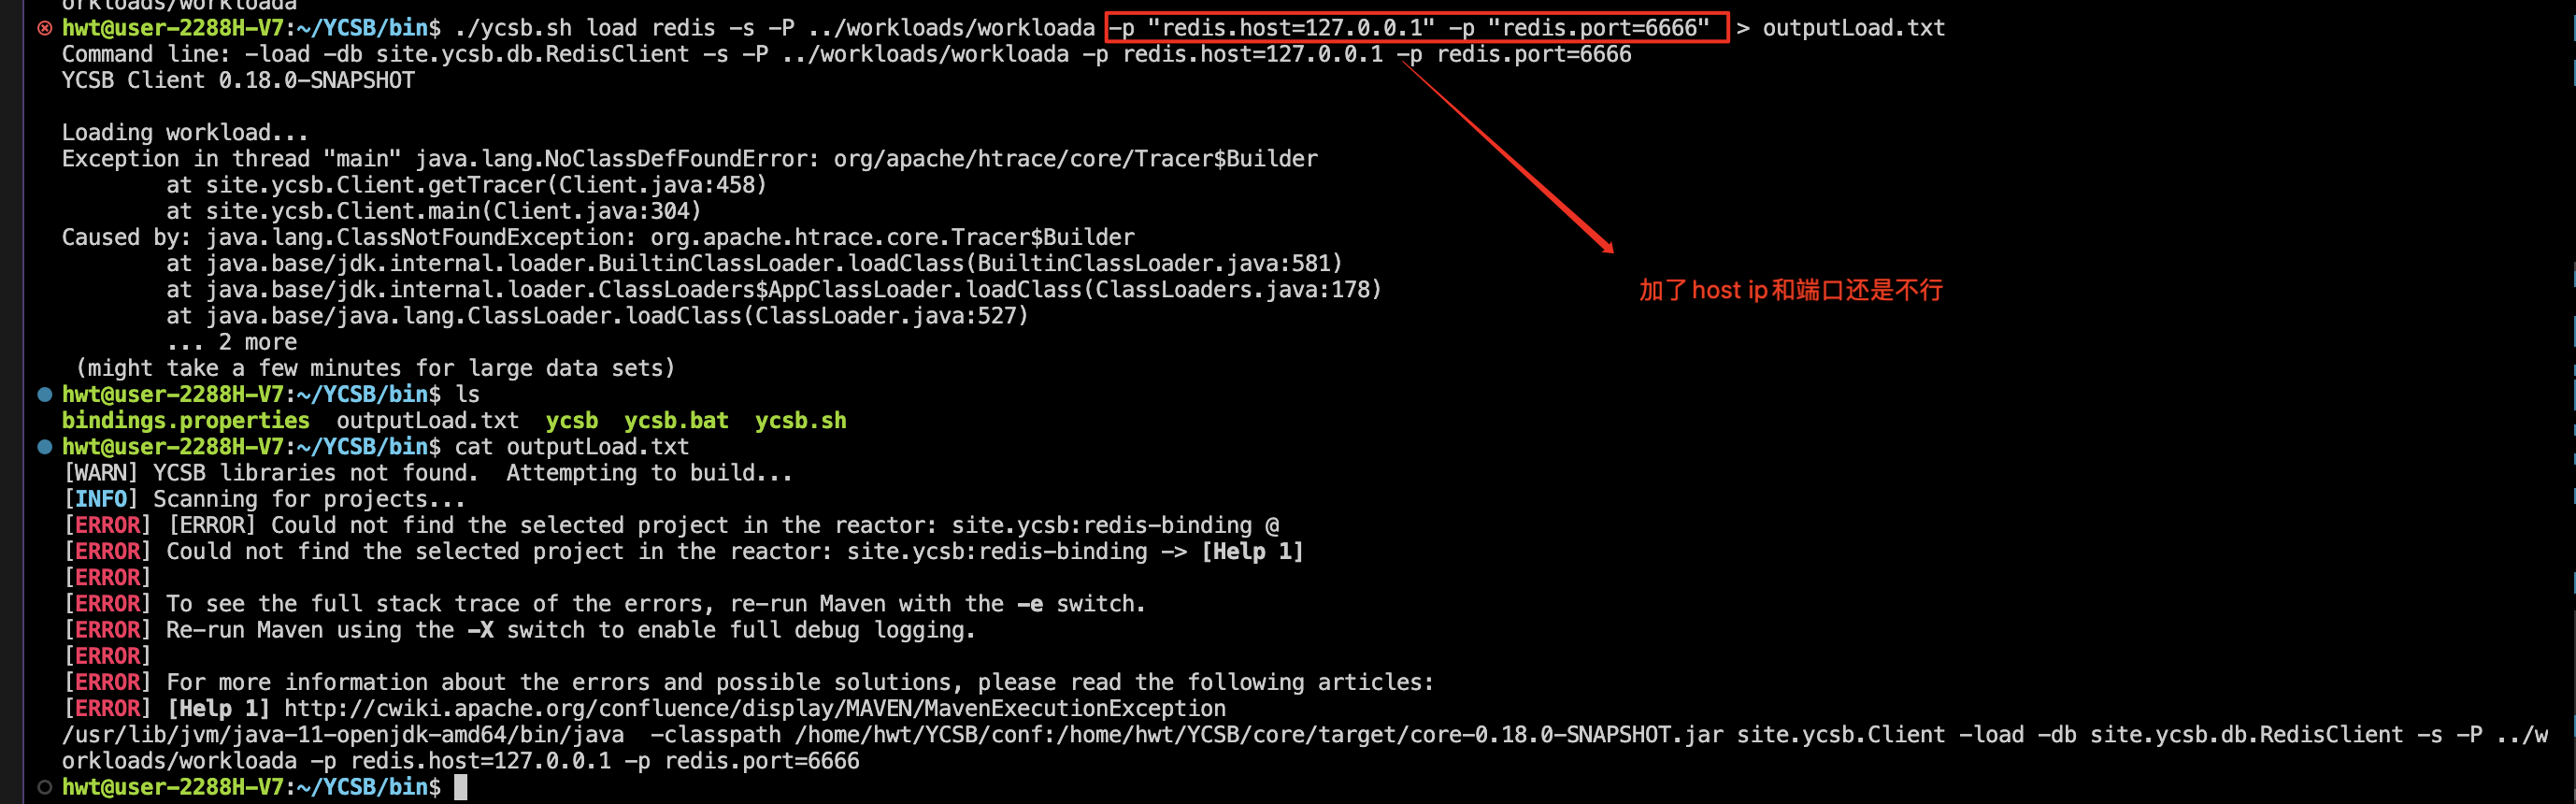 orkloads/workloada
hwt@user-2288H-V7:~/YCSB/bin$ ./ycsb.sh load redis -s -P ../workloads/workloada -p "redis.host=127.0.0.1" -p "redis.port=6666" > outputLoad.txt
Command line: -load -db site.ycsb.db.RedisClient -s -P ../workloads/workloada -p redis.host=127.0.0.1 -p redis.port=6666
YCSB Client 0.18.0-SNAPSHOT

Loading workload...
Exception in thread "main" java.lang.NoClassDefFoundError: org/apache/htrace/core/Tracer$Builder
        at site.ycsb.Client.getTracer(Client.java:458)
        at site.ycsb.Client.main(Client.java:304)
Caused by: java.lang.ClassNotFoundException: org.apache.htrace.core.Tracer$Builder
        at java.base/jdk.internal.loader.BuiltinClassLoader.loadClass(BuiltinClassLoader.java:581)
        at java.base/jdk.internal.loader.ClassLoaders$AppClassLoader.loadClass(ClassLoaders.java:178)
加了host ip和端口还是不行
        at java.base/java.lang.ClassLoader.loadClass(ClassLoader.java:527)
        ... 2 more
 (might take a few minutes for large data sets)
hwt@user-2288H-V7:~/YCSB/bin$ ls
bindings.properties  outputLoad.txt  ycsb  ycsb.bat  ycsb.sh
hwt@user-2288H-V7:~/YCSB/bin$ cat outputLoad.txt
[WARN] YCSB libraries not found.  Attempting to build...
[INFO] Scanning for projects...
[ERROR] [ERROR] Could not find the selected project in the reactor: site.ycsb:redis-binding @
[ERROR] Could not find the selected project in the reactor: site.ycsb:redis-binding -> [Help 1]
[ERROR]
[ERROR] To see the full stack trace of the errors, re-run Maven with the -e switch.
[ERROR] Re-run Maven using the -X switch to enable full debug logging.
[ERROR]
[ERROR] For more information about the errors and possible solutions, please read the following articles:
[ERROR] [Help 1] http://cwiki.apache.org/confluence/display/MAVEN/MavenExecutionException
/usr/lib/jvm/java-11-openjdk-amd64/bin/java  -classpath /home/hwt/YCSB/conf:/home/hwt/YCSB/core/target/core-0.18.0-SNAPSHOT.jar site.ycsb.Client -load -db site.ycsb.db.RedisClient -s -P ../w
orkloads/workloada -p redis.host=127.0.0.1 -p redis.port=6666
hwt@user-2288H-V7:~/YCSB/bin$